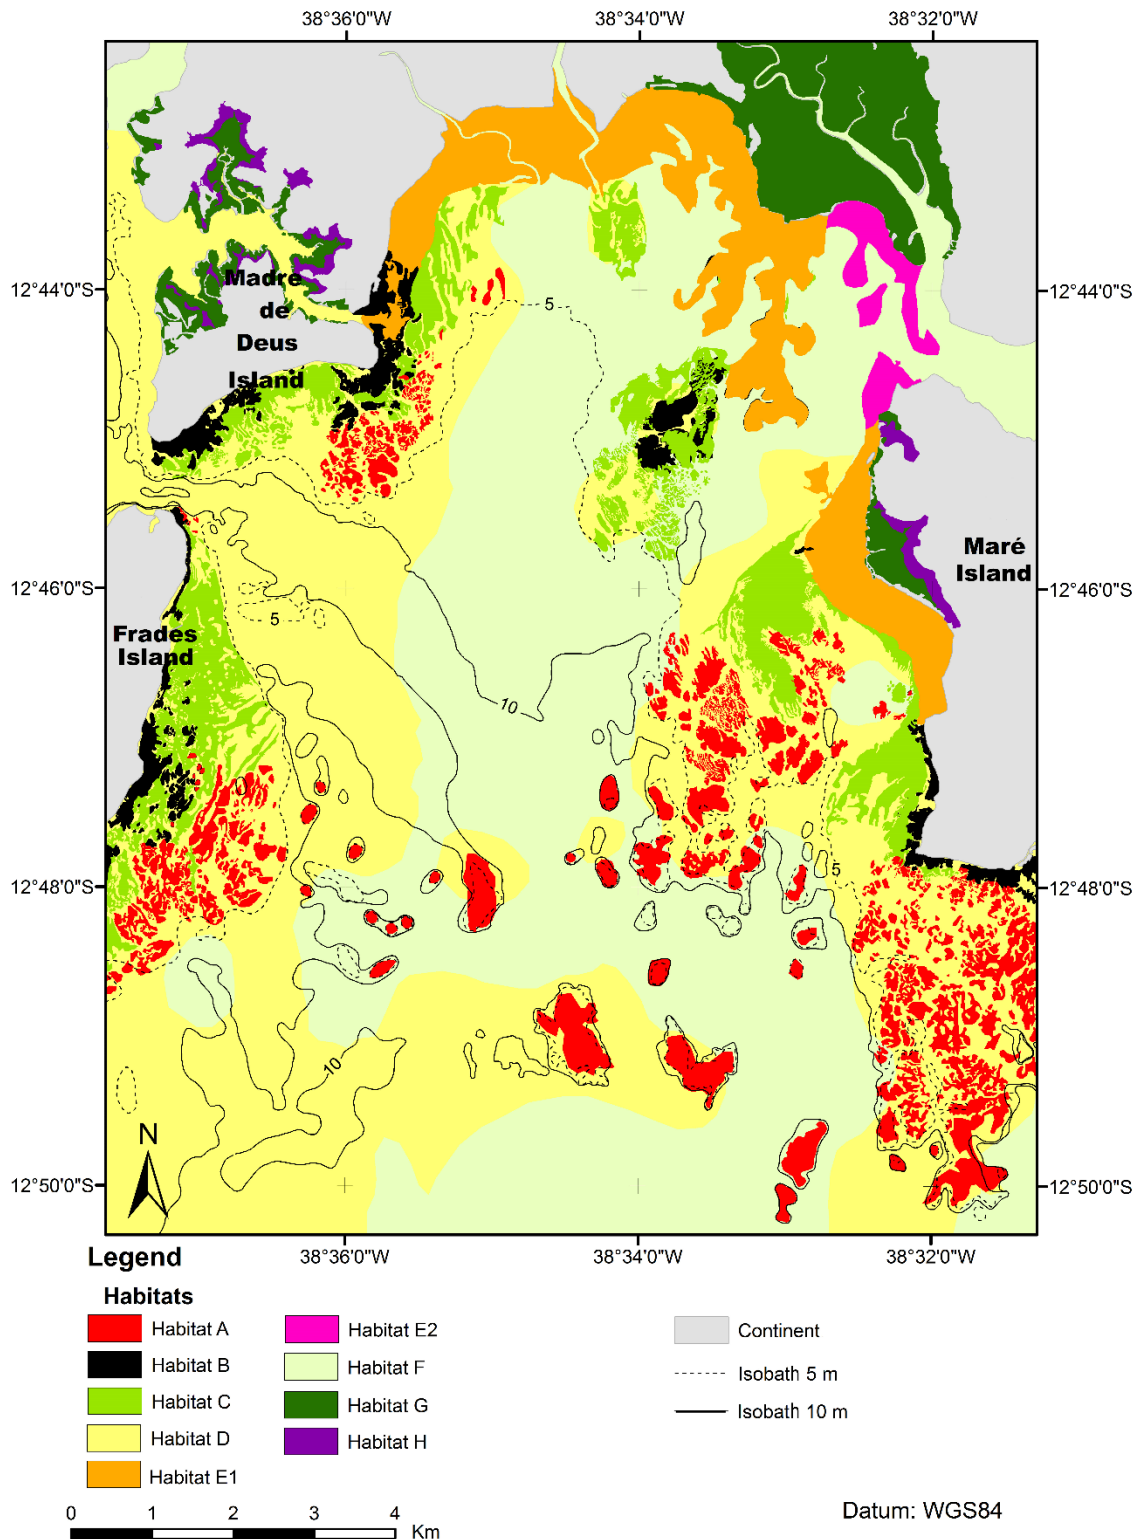 38°36'0"W 38°34'0"W 38°32'0"W
12°44'0"S 12°44'0"S
Madre
de
Deus
Island
5
Maré
Island
12°46'0"S 12°46'0"S
5
Frades
Island
10
0
5
12°48'0"S 12°48'0"S
10
N
12°50'0"S 12°50'0"S
38°36'0"W 38°34'0"W 38°32'0"W
Legend
Habitats
Habitat A
Habitat B
Habitat C
Habitat D
Habitat E1
Habitat E2
Habitat F
Habitat G
Habitat H
Continent
Isobath 5 m
Isobath 10 m
0 1 2 3 4
Km
Datum: WGS84